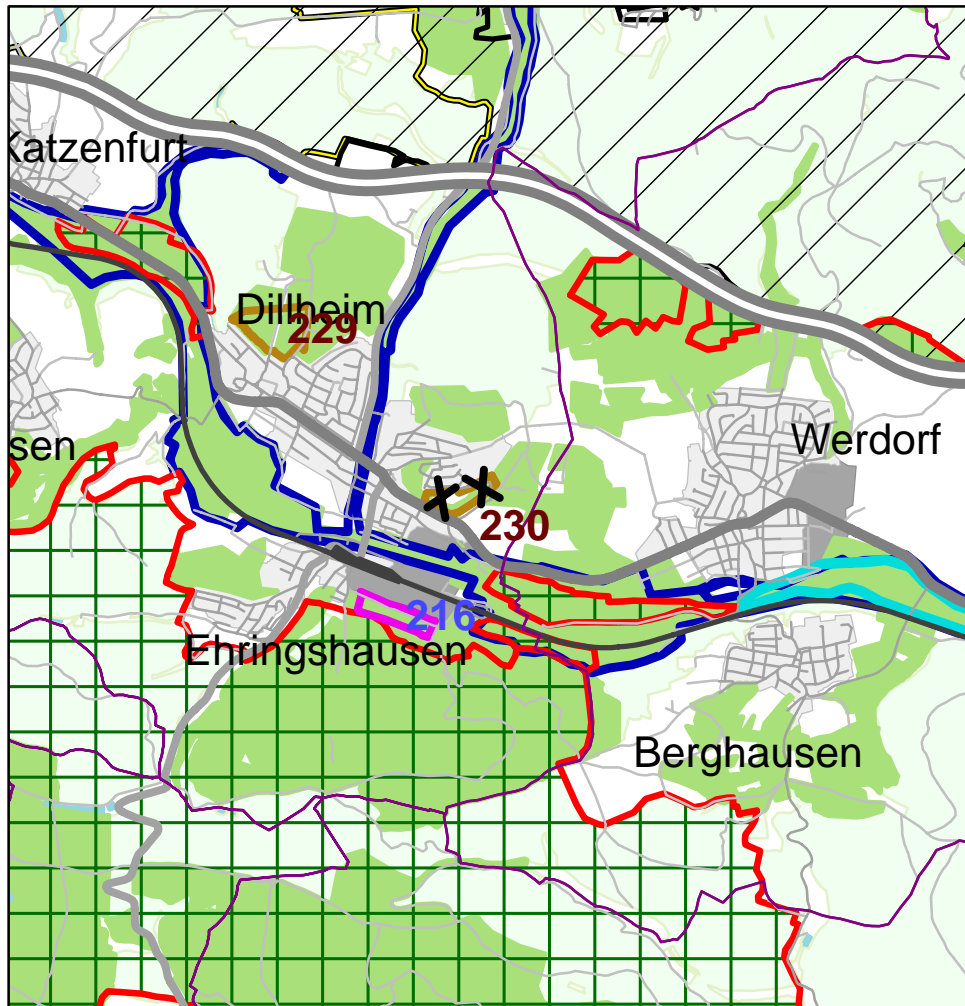 Katzenfurt
Dillheim
229
sen
Werdorf
230
216
Ehringshausen
Berghausen